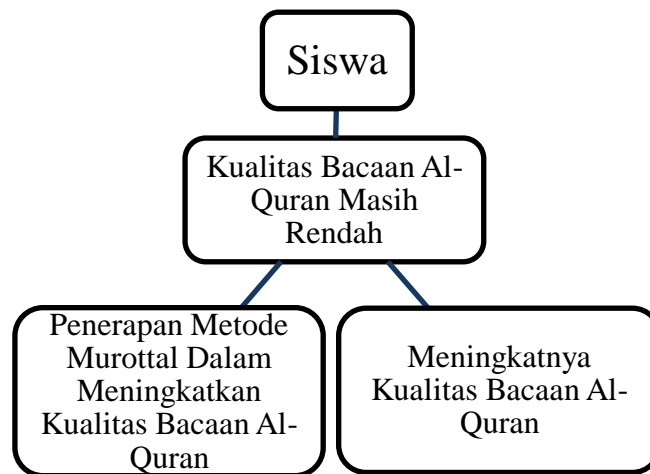 Siswa
Kualitas Bacaan Al-
Quran Masih
Rendah
Penerapan Metode
Murottal Dalam
Meningkatkan
Kualitas Bacaan Al-
Quran
Meningkatnya
Kualitas Bacaan Al-
Quran